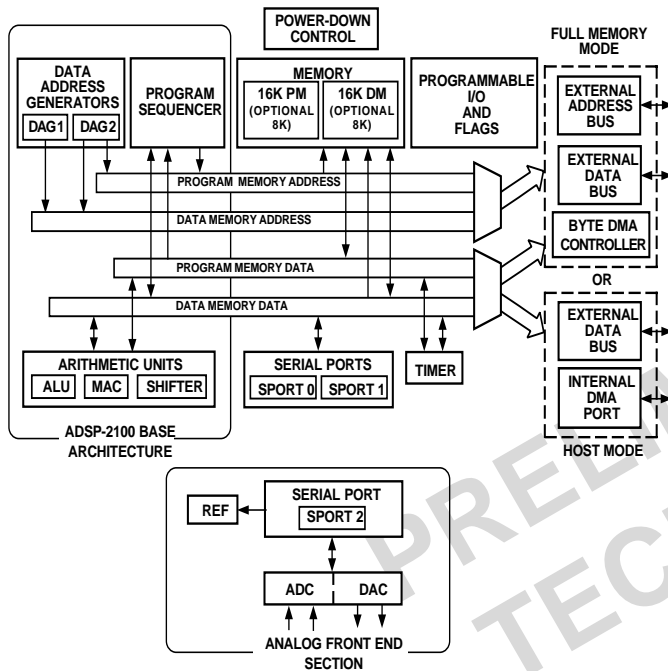 POWER-DOWN
CONTROL
FULL MEMORY
MODE
DATA
ADDRESS
GENERATORS
DAG1
DAG2
PROGRAM
SEQUENCER
MEMORY
16K PM
(OPTIONAL
8K)
16K DM
(OPTIONAL
8K)
PROGRAMMABLE
I/O
AND
FLAGS
EXTERNAL
ADDRESS
BUS
EXTERNAL
DATA
BUS
BYTE DMA
CONTROLLER
OR
PROGRAM MEMORY ADDRESS
DATA MEMORY ADDRESS
PROGRAM MEMORY DATA
DATA MEMORY DATA
EXTERNAL
DATA
BUS
INTERNAL
DMA
PORT
HOST MODE
ARITHMETIC UNITS
ALU
MAC
SHIFTER
SERIAL PORTS
SPORT 0
SPORT 1
TIMER
ADSP-2100 BASE
ARCHITECTURE
REF
SERIAL PORT
SPORT 2
ADC
DAC
ANALOG FRONT END
SECTION